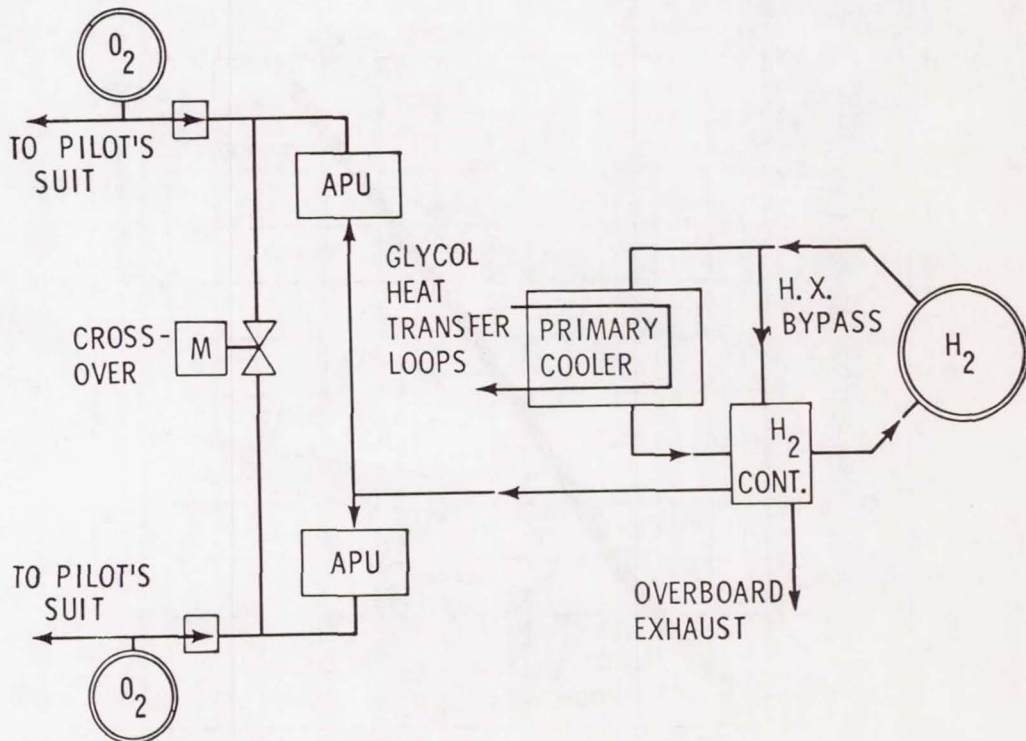 O2
TO PILOT'S
SUIT
APU
GLYCOL
HEAT
TRANSFER
LOOPS
PRIMARY
COOLER
H. X.
BYPASS
H2
CROSS-
OVER
M
H2
CONT.
APU
TO PILOT'S
SUIT
OVERBOARD
EXHAUST
O2